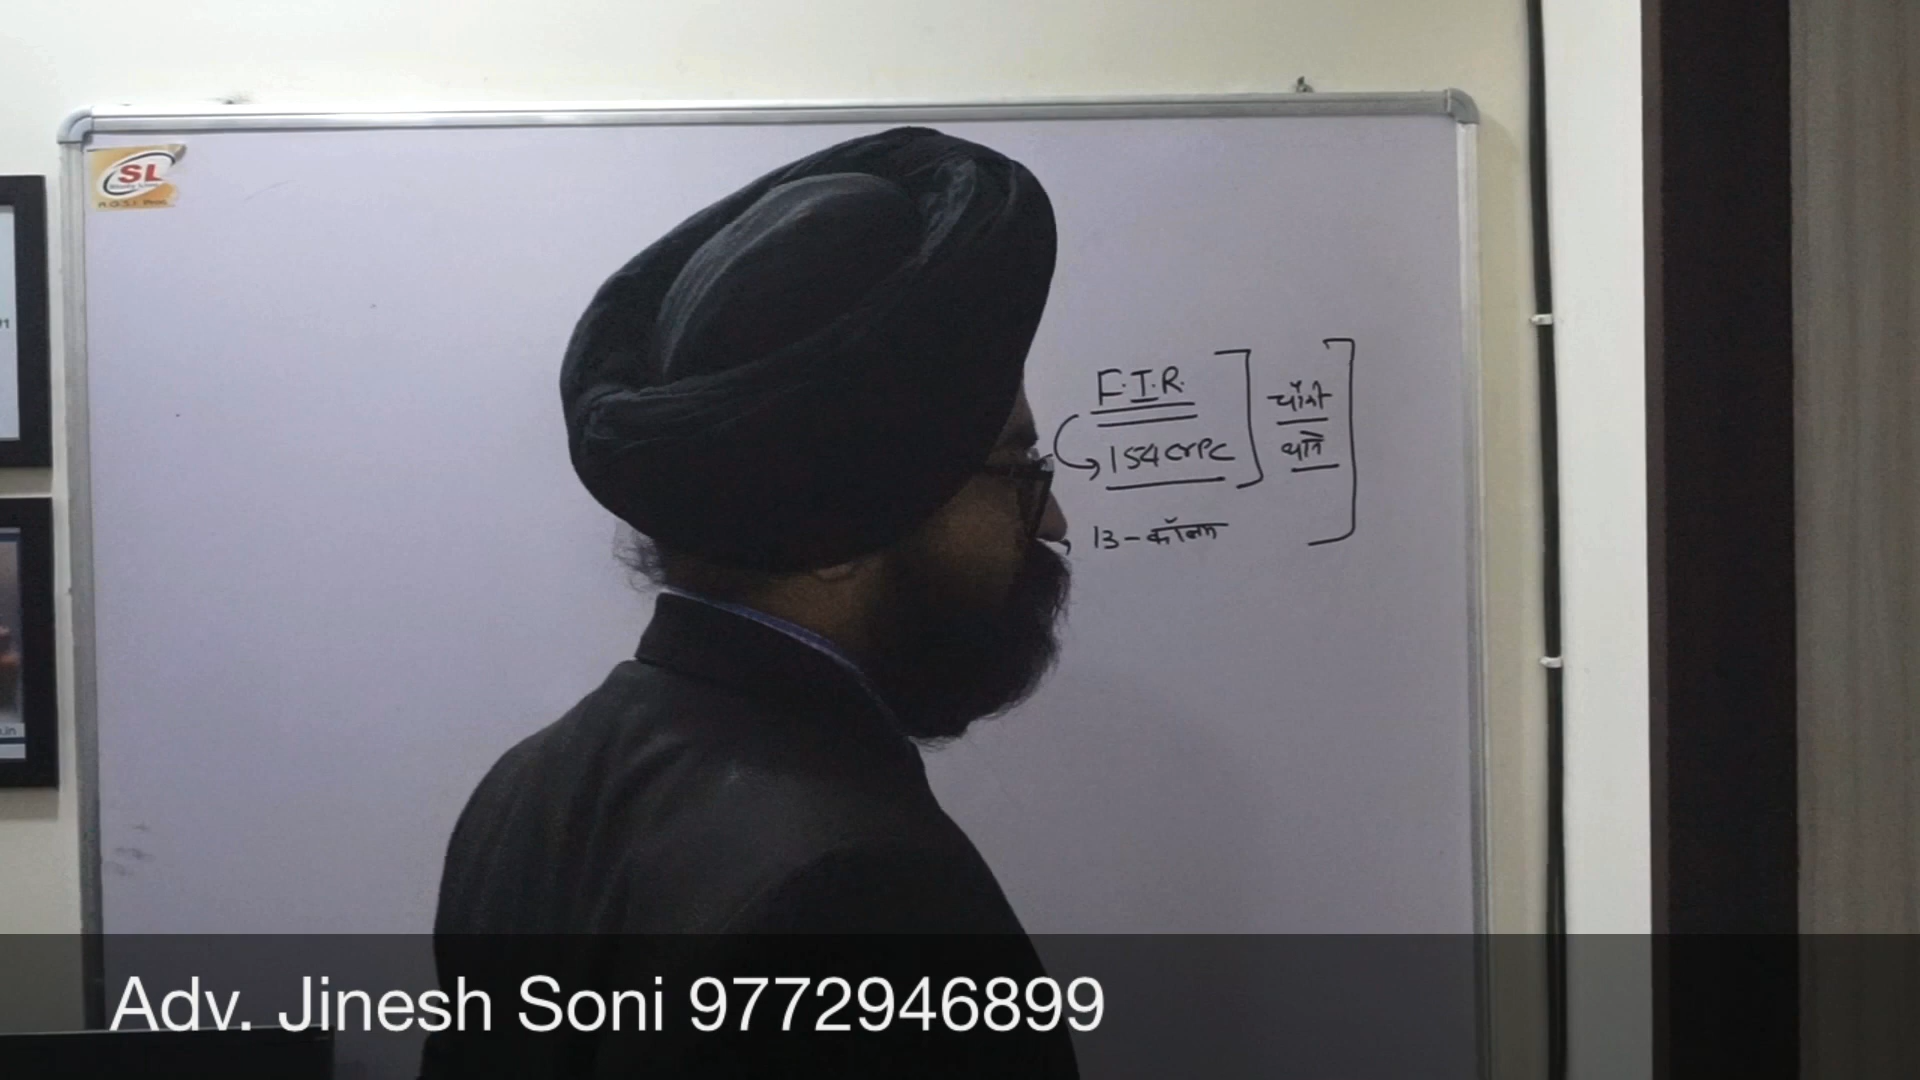 SL
F.I.R.
154 CrPC
13-कॉलम
Adv. Jinesh Soni 9772946899